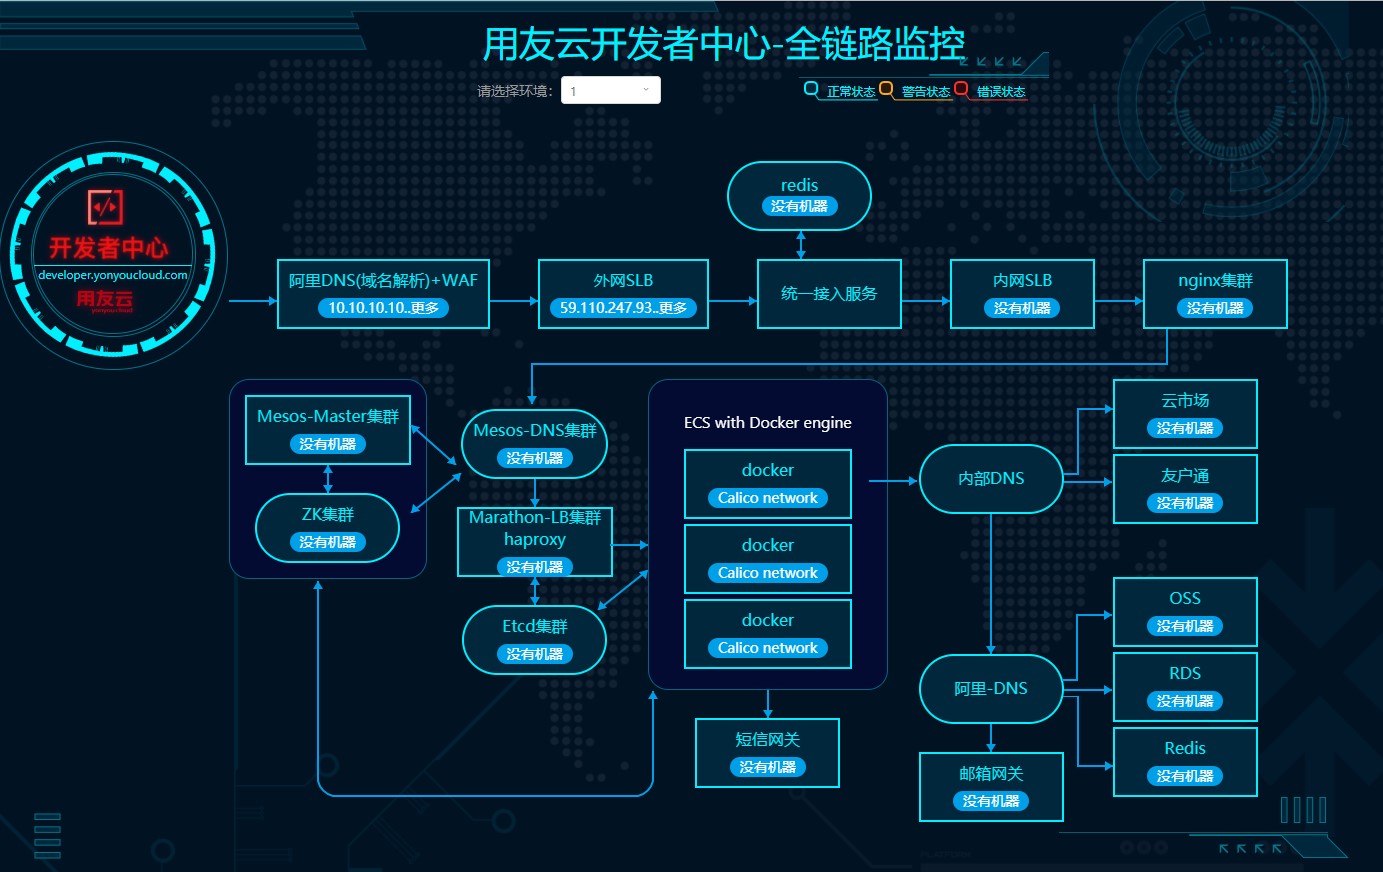 用友云开发者中心-全链路监控
请选择环境：
1
正常状态
警告状态
错误状态
开发者中心
developer.yonyoucloud.com
用友云
yonyoucloud
redis
没有机器
阿里DNS(域名解析)+WAF
10.10.10.10..更多
外网SLB
59.110.247.93..更多
统一接入服务
内网SLB
没有机器
nginx集群
没有机器
Mesos-Master集群
没有机器
ZK集群
没有机器
Mesos-DNS集群
没有机器
Marathon-LB集群
haproxy
没有机器
Etcd集群
没有机器
ECS with Docker engine
docker
Calico network
docker
Calico network
docker
Calico network
短信网关
没有机器
内部DNS
云市场
没有机器
友户通
没有机器
阿里-DNS
OSS
没有机器
RDS
没有机器
Redis
没有机器
邮箱网关
没有机器
PLATFORM